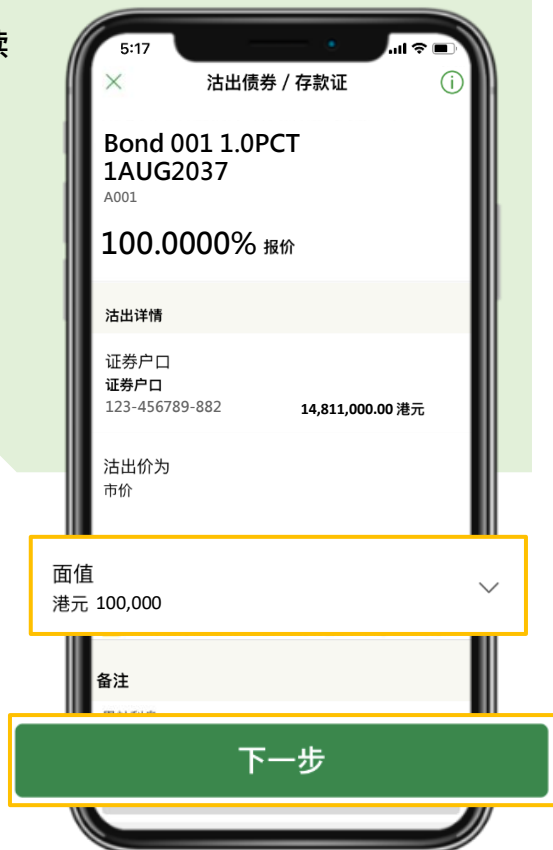 续
5:17
沽出债券 / 存款证
Bond 001 1.0PCT
1AUG2037
A001
100.0000% 报价
沽出详情
证券户口
证券户口
123-456789-882 14,811,000.00 港元
沽出价为
市价
面值
港元 100,000
备注
下一步